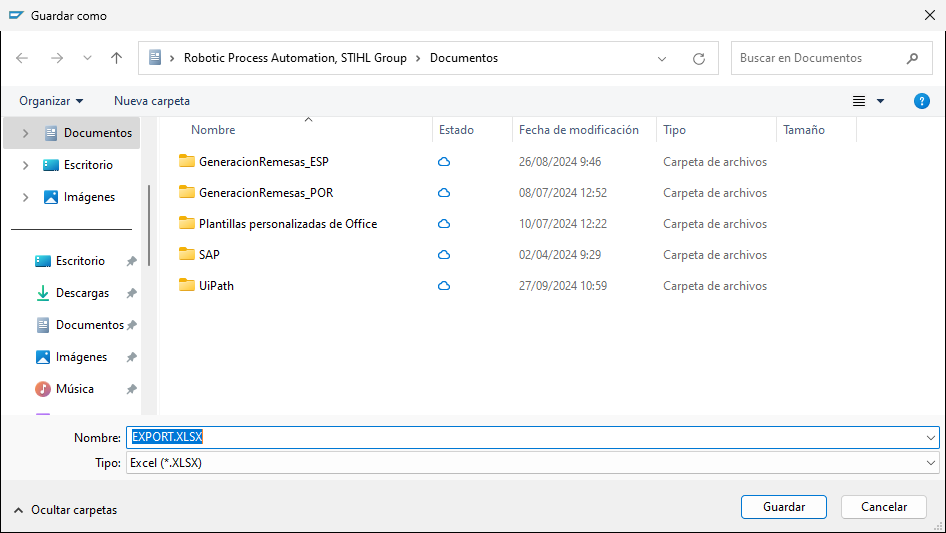 Guardar como
Robotic Process Automation, STIHL Group > Documentos
Buscar en Documentos
Organizar
Nueva carpeta
?
Documentos
Escritorio
Imágenes
Escritorio
Descargas
Documentos
Imágenes
Música
Nombre Estado Fecha de modificación Tipo Tamaño
GeneracionRemesas_ESP 26/08/2024 9:46 Carpeta de archivos
GeneracionRemesas_POR 08/07/2024 12:52 Carpeta de archivos
Plantillas personalizadas de Office 10/07/2024 12:22 Carpeta de archivos
SAP 02/04/2024 9:29 Carpeta de archivos
UiPath 27/09/2024 10:59 Carpeta de archivos
Nombre: EXPORT.XLSX
Tipo: Excel (*.XLSX)
Ocultar carpetas
Guardar
Cancelar